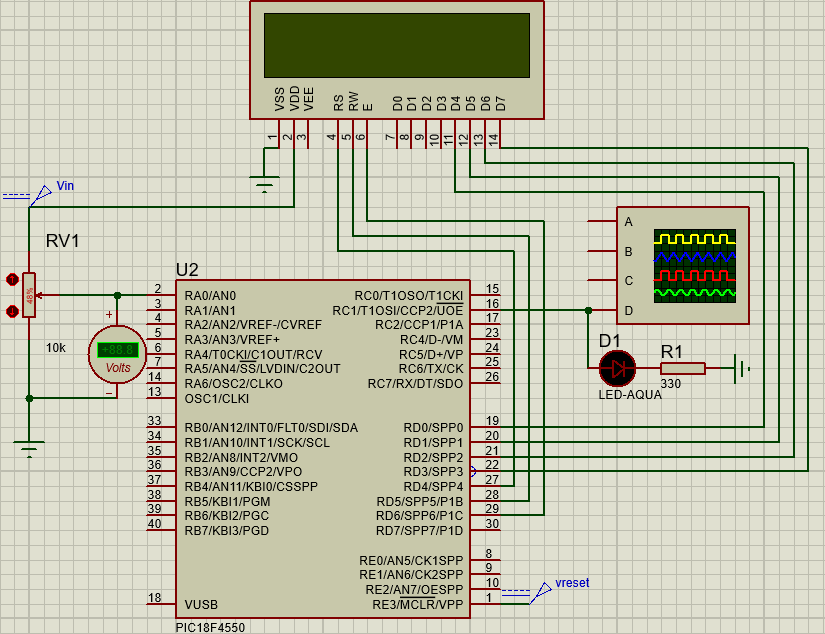 VSS VDD VEE RS RW E D0 D1 D2 D3 D4 D5 D6 D7
1 2 3 4 5 6 7 8 9 10 11 12 13 14
Vin
RV1
48%
10k
+88.8
Volts
+
−
A
B
C
D
D1
LED-AQUA
R1
330
U2
2 RA0/AN0 RC0/T1OSO/T1CKI 15
3 RA1/AN1 RC1/T1OSI/CCP2/UOE 16
4 RA2/AN2/VREF-/CVREF RC2/CCP1/P1A 17
5 RA3/AN3/VREF+ RC4/D-/VM 23
6 RA4/T0CKI/C1OUT/RCV RC5/D+/VP 24
7 RA5/AN4/SS/LVDIN/C2OUT RC6/TX/CK 25
14 RA6/OSC2/CLKO RC7/RX/DT/SDO 26
13 OSC1/CLKI
33 RB0/AN12/INT0/FLT0/SDI/SDA RD0/SPP0 19
34 RB1/AN10/INT1/SCK/SCL RD1/SPP1 20
35 RB2/AN8/INT2/VMO RD2/SPP2 21
36 RB3/AN9/CCP2/VPO RD3/SPP3 22
37 RB4/AN11/KBI0/CSSPP RD4/SPP4 27
38 RB5/KBI1/PGM RD5/SPP5/P1B 28
39 RB6/KBI2/PGC RD6/SPP6/P1C 29
40 RB7/KBI3/PGD RD7/SPP7/P1D 30
RE0/AN5/CK1SPP 8
RE1/AN6/CK2SPP 9
RE2/AN7/OESPP 10
18 VUSB RE3/MCLR/VPP 1
vreset
PIC18F4550